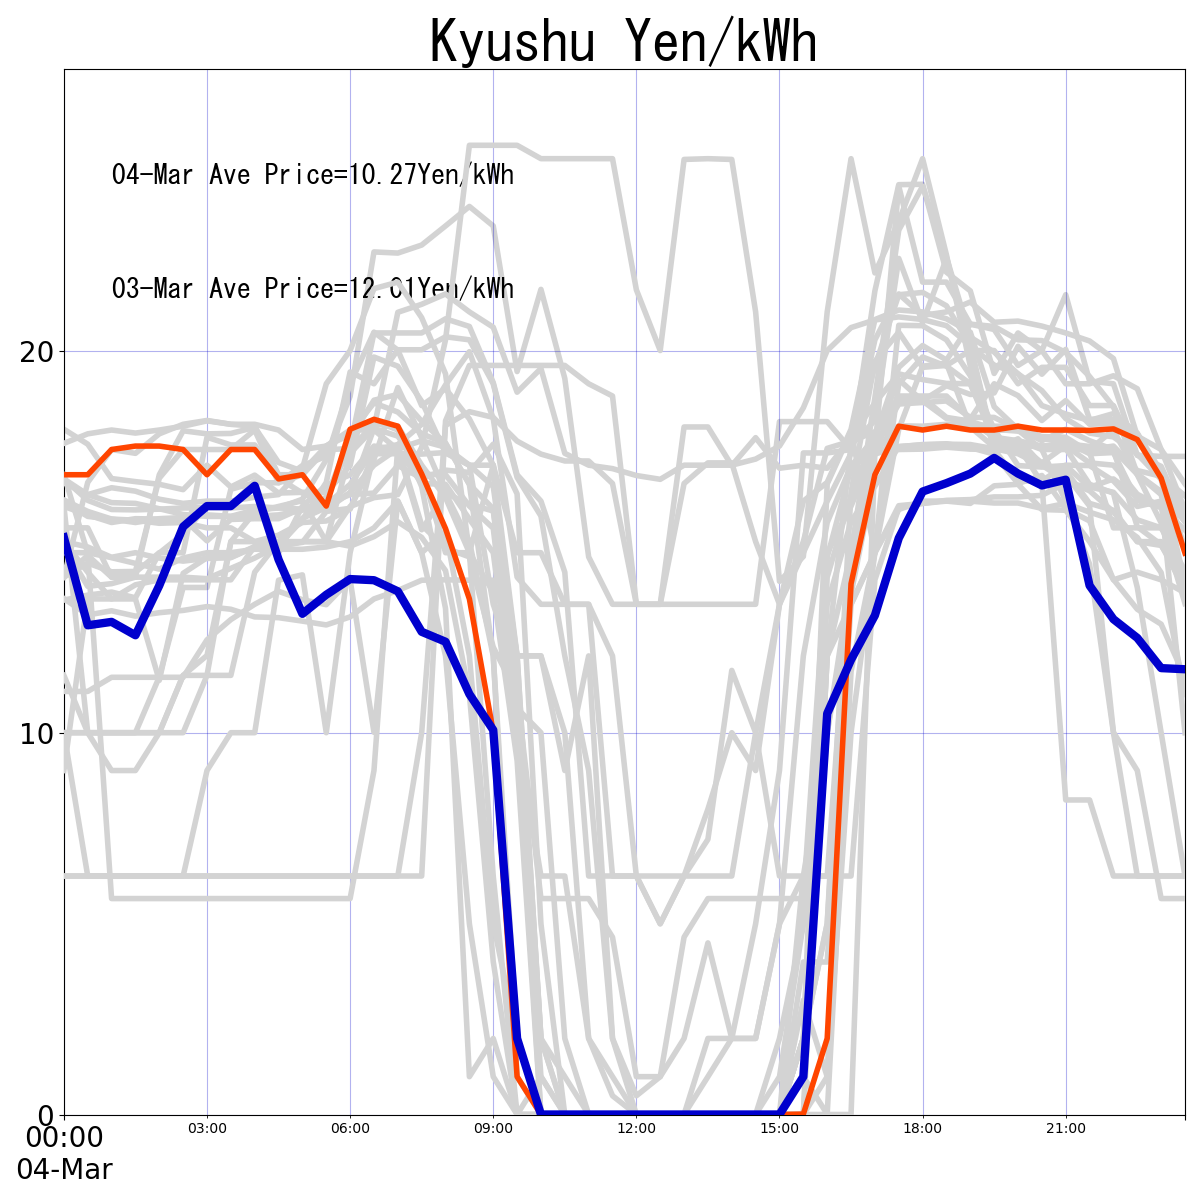 Kyushu Yen/kWh
04-Mar Ave Price=10.27Yen/kWh
03-Mar Ave Price=12.01Yen/kWh
20
10
0
00:00 03:00 06:00 09:00 12:00 15:00 18:00 21:00
04-Mar